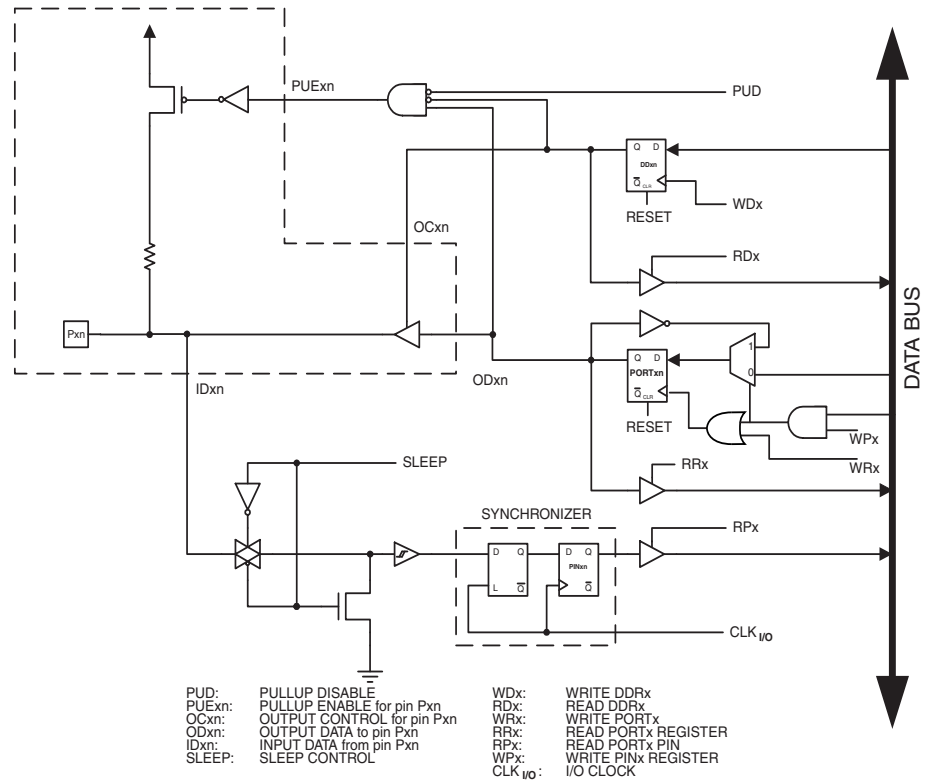 PUExn
PUD
Q D
DDxn
Q CLR
WDx
RESET
OCxn
RDx
Pxn
1
Q D
PORTxn
0
ODxn
IDxn
Q CLR
RESET
WPx
WRx
RRx
SLEEP
SYNCHRONIZER
RPx
D Q
L Q
D Q
PINxn
Q
CLK I/O
DATA BUS
PUD: PULLUP DISABLE
PUExn: PULLUP ENABLE for pin Pxn
OCxn: OUTPUT CONTROL for pin Pxn
ODxn: OUTPUT DATA to pin Pxn
IDxn: INPUT DATA from pin Pxn
SLEEP: SLEEP CONTROL
WDx: WRITE DDRx
RDx: READ DDRx
WRx: WRITE PORTx
RRx: READ PORTx REGISTER
RPx: READ PORTx PIN
WPx: WRITE PINx REGISTER
CLK I/O : I/O CLOCK